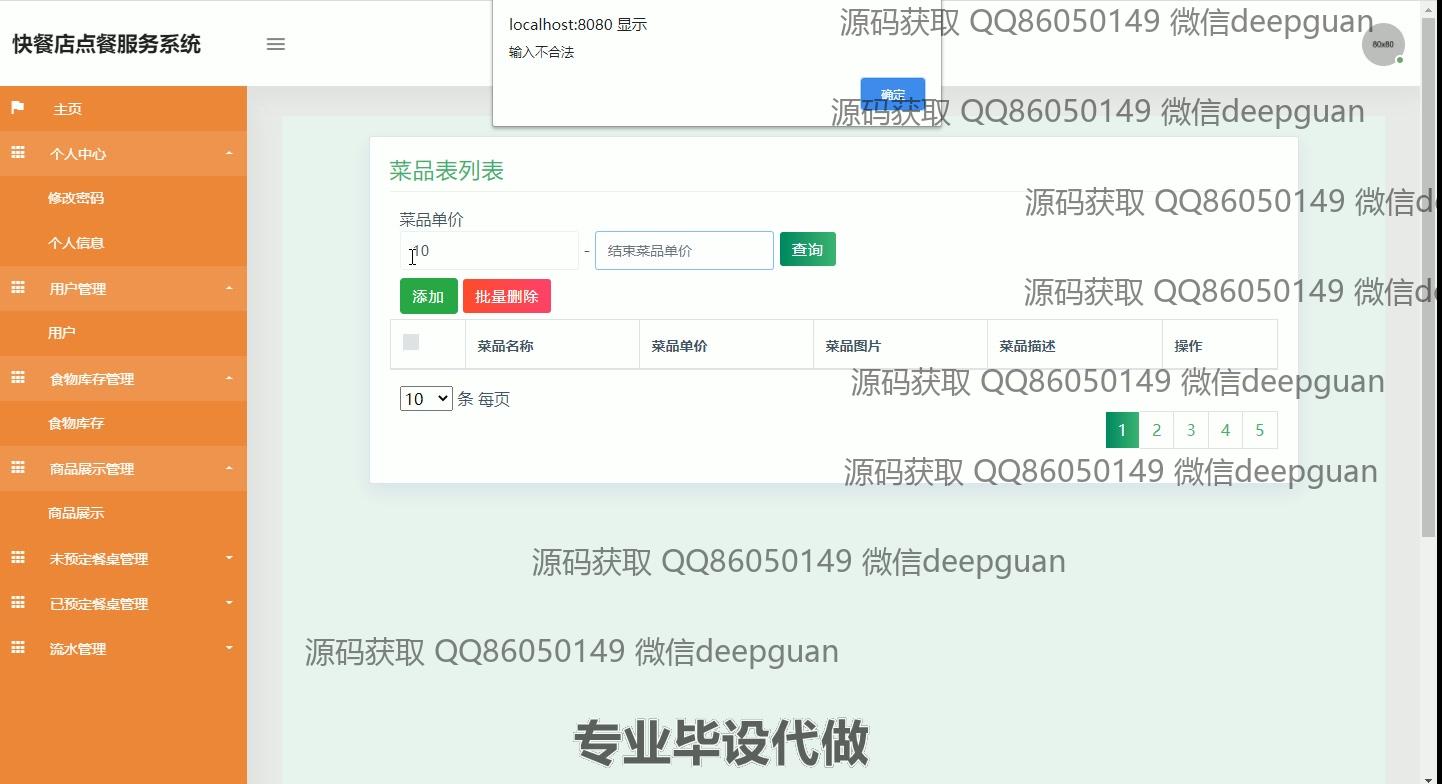 快餐店点餐服务系统
localhost:8080 显示
输入不合法
确定
80x80
源码获取 QQ86050149 微信deepguan
源码获取 QQ86050149 微信deepguan
主页
个人中心
修改密码
个人信息
用户管理
用户
食物库存管理
食物库存
商品展示管理
商品展示
未预定餐桌管理
已预定餐桌管理
流水管理
菜品表列表
源码获取 QQ86050149 微信d
菜品单价
10 - 结束菜品单价 查询
添加 批量删除
源码获取 QQ86050149 微信d
菜品名称 菜品单价 菜品图片 菜品描述 操作
源码获取 QQ86050149 微信deepguan
10 条 每页
1 2 3 4 5
源码获取 QQ86050149 微信deepguan
源码获取 QQ86050149 微信deepguan
源码获取 QQ86050149 微信deepguan
专业毕设代做